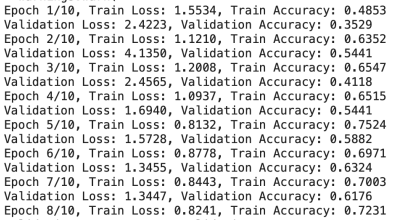 Epoch 1/10, Train Loss: 1.5534, Train Accuracy: 0.4853
Validation Loss: 2.4223, Validation Accuracy: 0.3529
Epoch 2/10, Train Loss: 1.1210, Train Accuracy: 0.6352
Validation Loss: 4.1350, Validation Accuracy: 0.5441
Epoch 3/10, Train Loss: 1.2008, Train Accuracy: 0.6547
Validation Loss: 2.4565, Validation Accuracy: 0.4118
Epoch 4/10, Train Loss: 1.0937, Train Accuracy: 0.6515
Validation Loss: 1.6940, Validation Accuracy: 0.5441
Epoch 5/10, Train Loss: 0.8132, Train Accuracy: 0.7524
Validation Loss: 1.5728, Validation Accuracy: 0.5882
Epoch 6/10, Train Loss: 0.8778, Train Accuracy: 0.6971
Validation Loss: 1.3455, Validation Accuracy: 0.6324
Epoch 7/10, Train Loss: 0.8443, Train Accuracy: 0.7003
Validation Loss: 1.3447, Validation Accuracy: 0.6176
Epoch 8/10, Train Loss: 0.8241, Train Accuracy: 0.7231